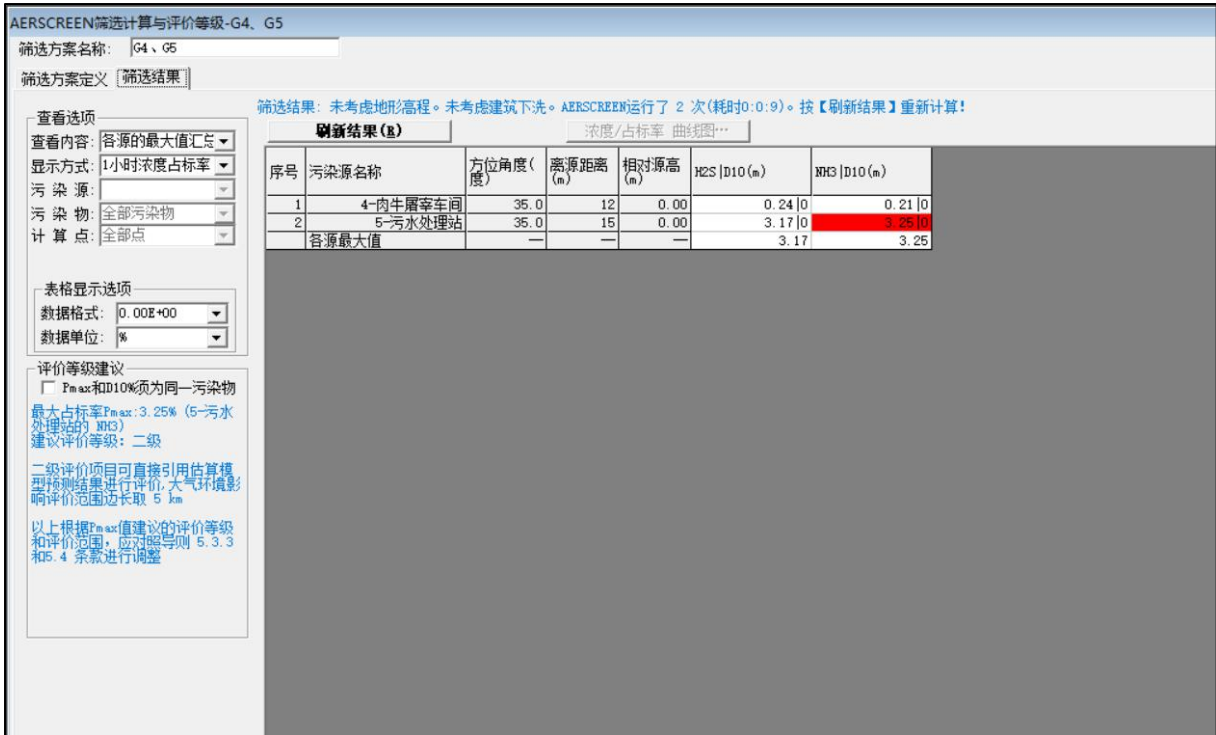 AERSCREEN筛选计算与评价等级-G4、G5
筛选方案名称: G4、G5
筛选方案定义 筛选结果
筛选结果: 未考虑地形高程。未考虑建筑下洗。AERSCREEN运行了 2 次(耗时0:0:9)。按【刷新结果】重新计算!
查看选项
查看内容: 各源的最大值汇总
显示方式: 1小时浓度占标率
污 染 源:
污 染 物: 全部污染物
计 算 点: 全部点
表格显示选项
数据格式: 0.00E+00
数据单位: %
评价等级建议
Pmax和D10%须为同一污染物
最大占标率Pmax:3.25% (5-污水
处理站的 NH3)
建议评价等级: 二级
二级评价项目可直接引用估算模
型预测结果进行评价,大气环境影
响评价范围边长取 5 km
以上根据Pmax值建议的评价等级
和评价范围, 应对照导则 5.3.3
和5.4 条款进行调整
刷新结果(R) 浓度/占标率 曲线图…
序号 污染源名称 方位角度(度) 离源距离(m) 相对源高(m) H2S|D10(m) NH3|D10(m)
1 4-肉牛屠宰车间 35.0 12 0.00 0.24|0 0.21|0
2 5-污水处理站 35.0 15 0.00 3.17|0 3.25|0
各源最大值 — — — 3.17 3.25